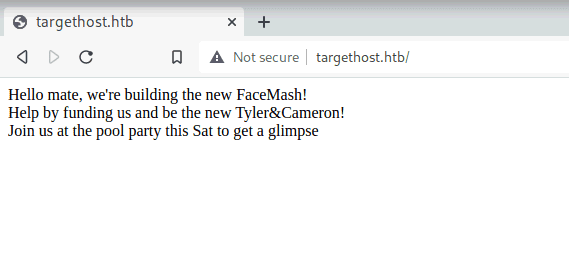 targethost.htb
Not secure targethost.htb/
Hello mate, we're building the new FaceMash!
Help by funding us and be the new Tyler&Cameron!
Join us at the pool party this Sat to get a glimpse